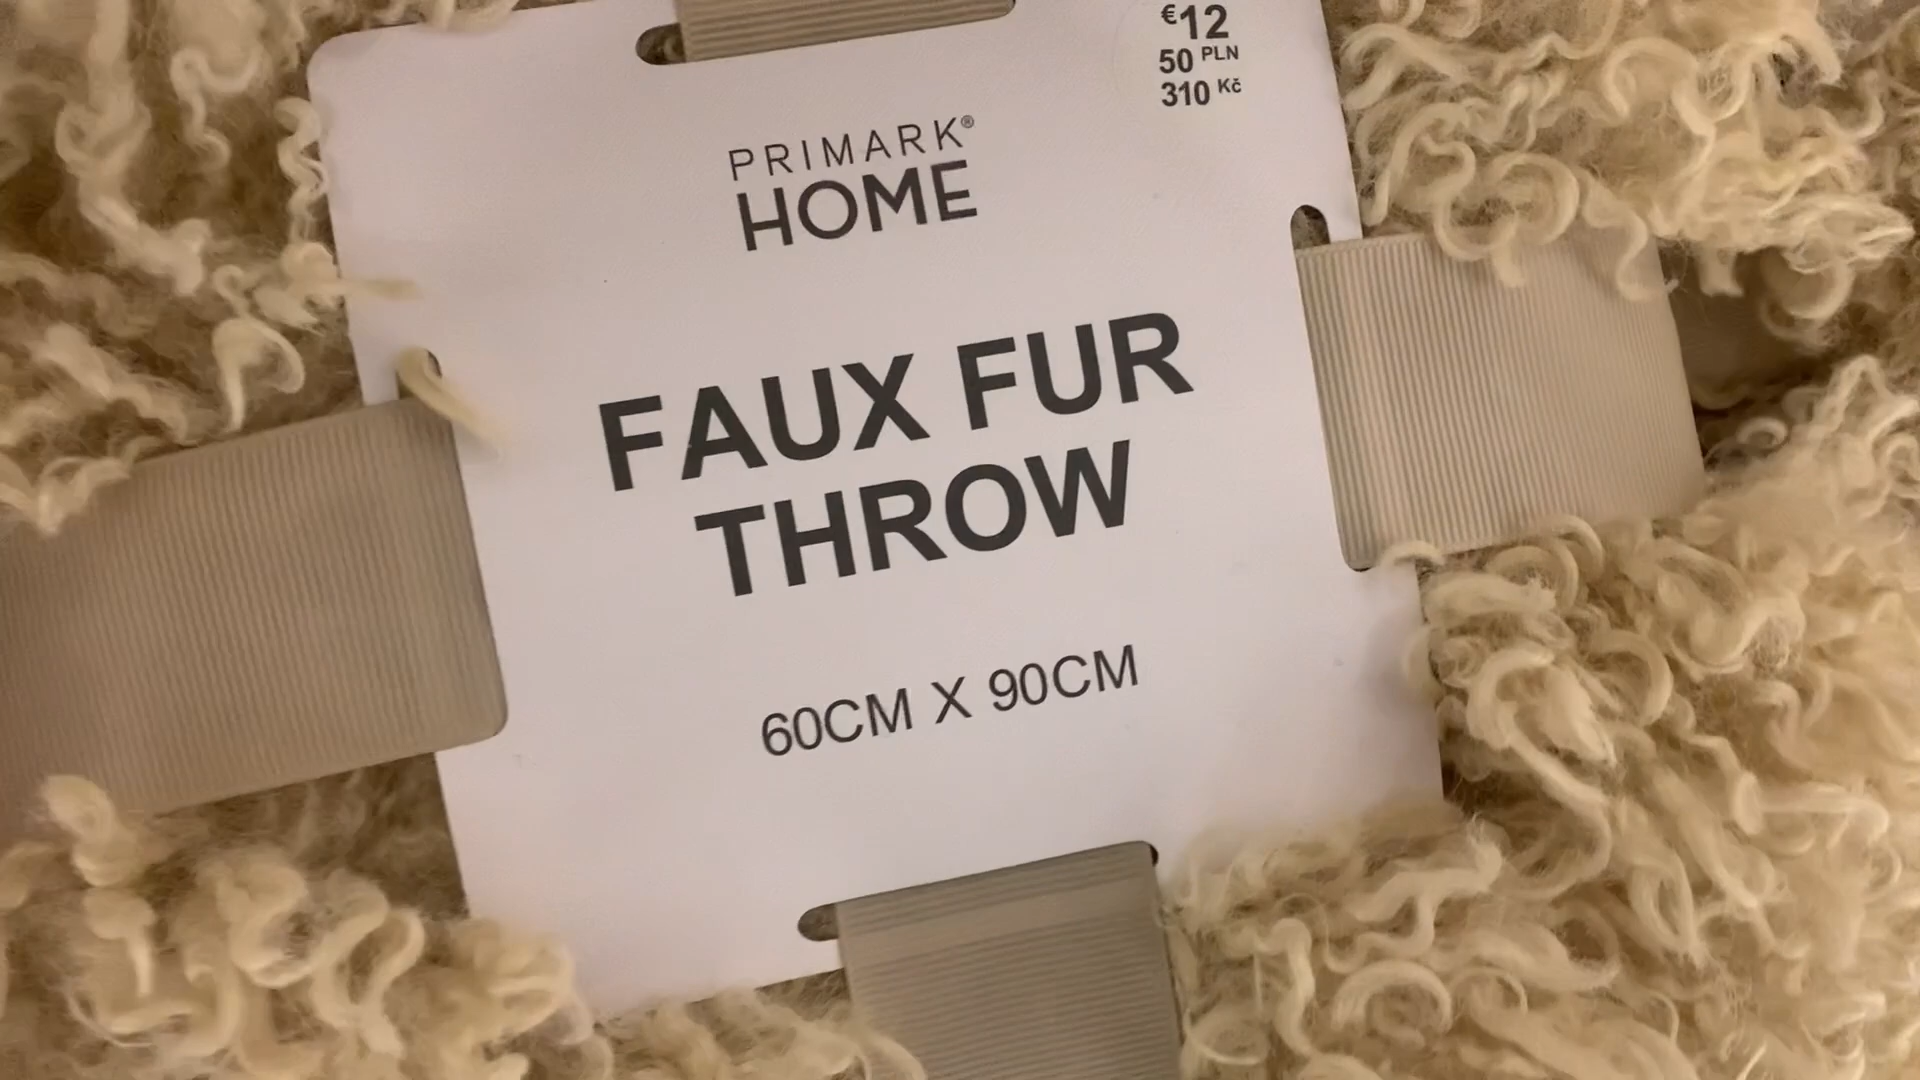 €12
50 PLN
310 Kč
PRIMARK®
HOME
FAUX FUR
THROW
60CM X 90CM